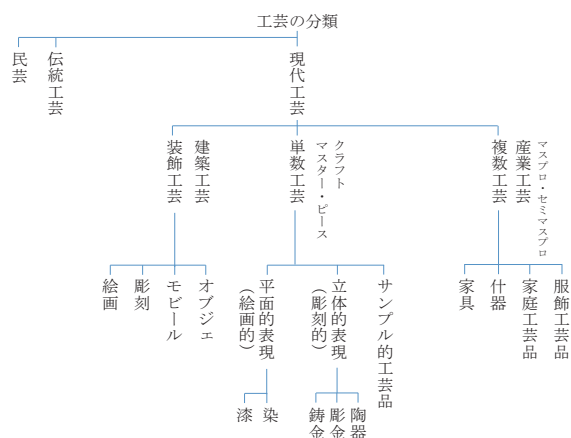 工芸の分類
民芸
伝統工芸
現代工芸
装飾工芸
建築工芸
単数工芸
クラフト
マスター・ピース
複数工芸
産業工芸
マスプロ・セミマスプロ
絵画
彫刻
モビール
オブジェ
平面的表現
(絵画的)
立体的表現
(彫刻的)
サンプル的工芸品
家具
什器
家庭工芸品
服飾工芸品
漆
染
鋳金
彫金
陶器